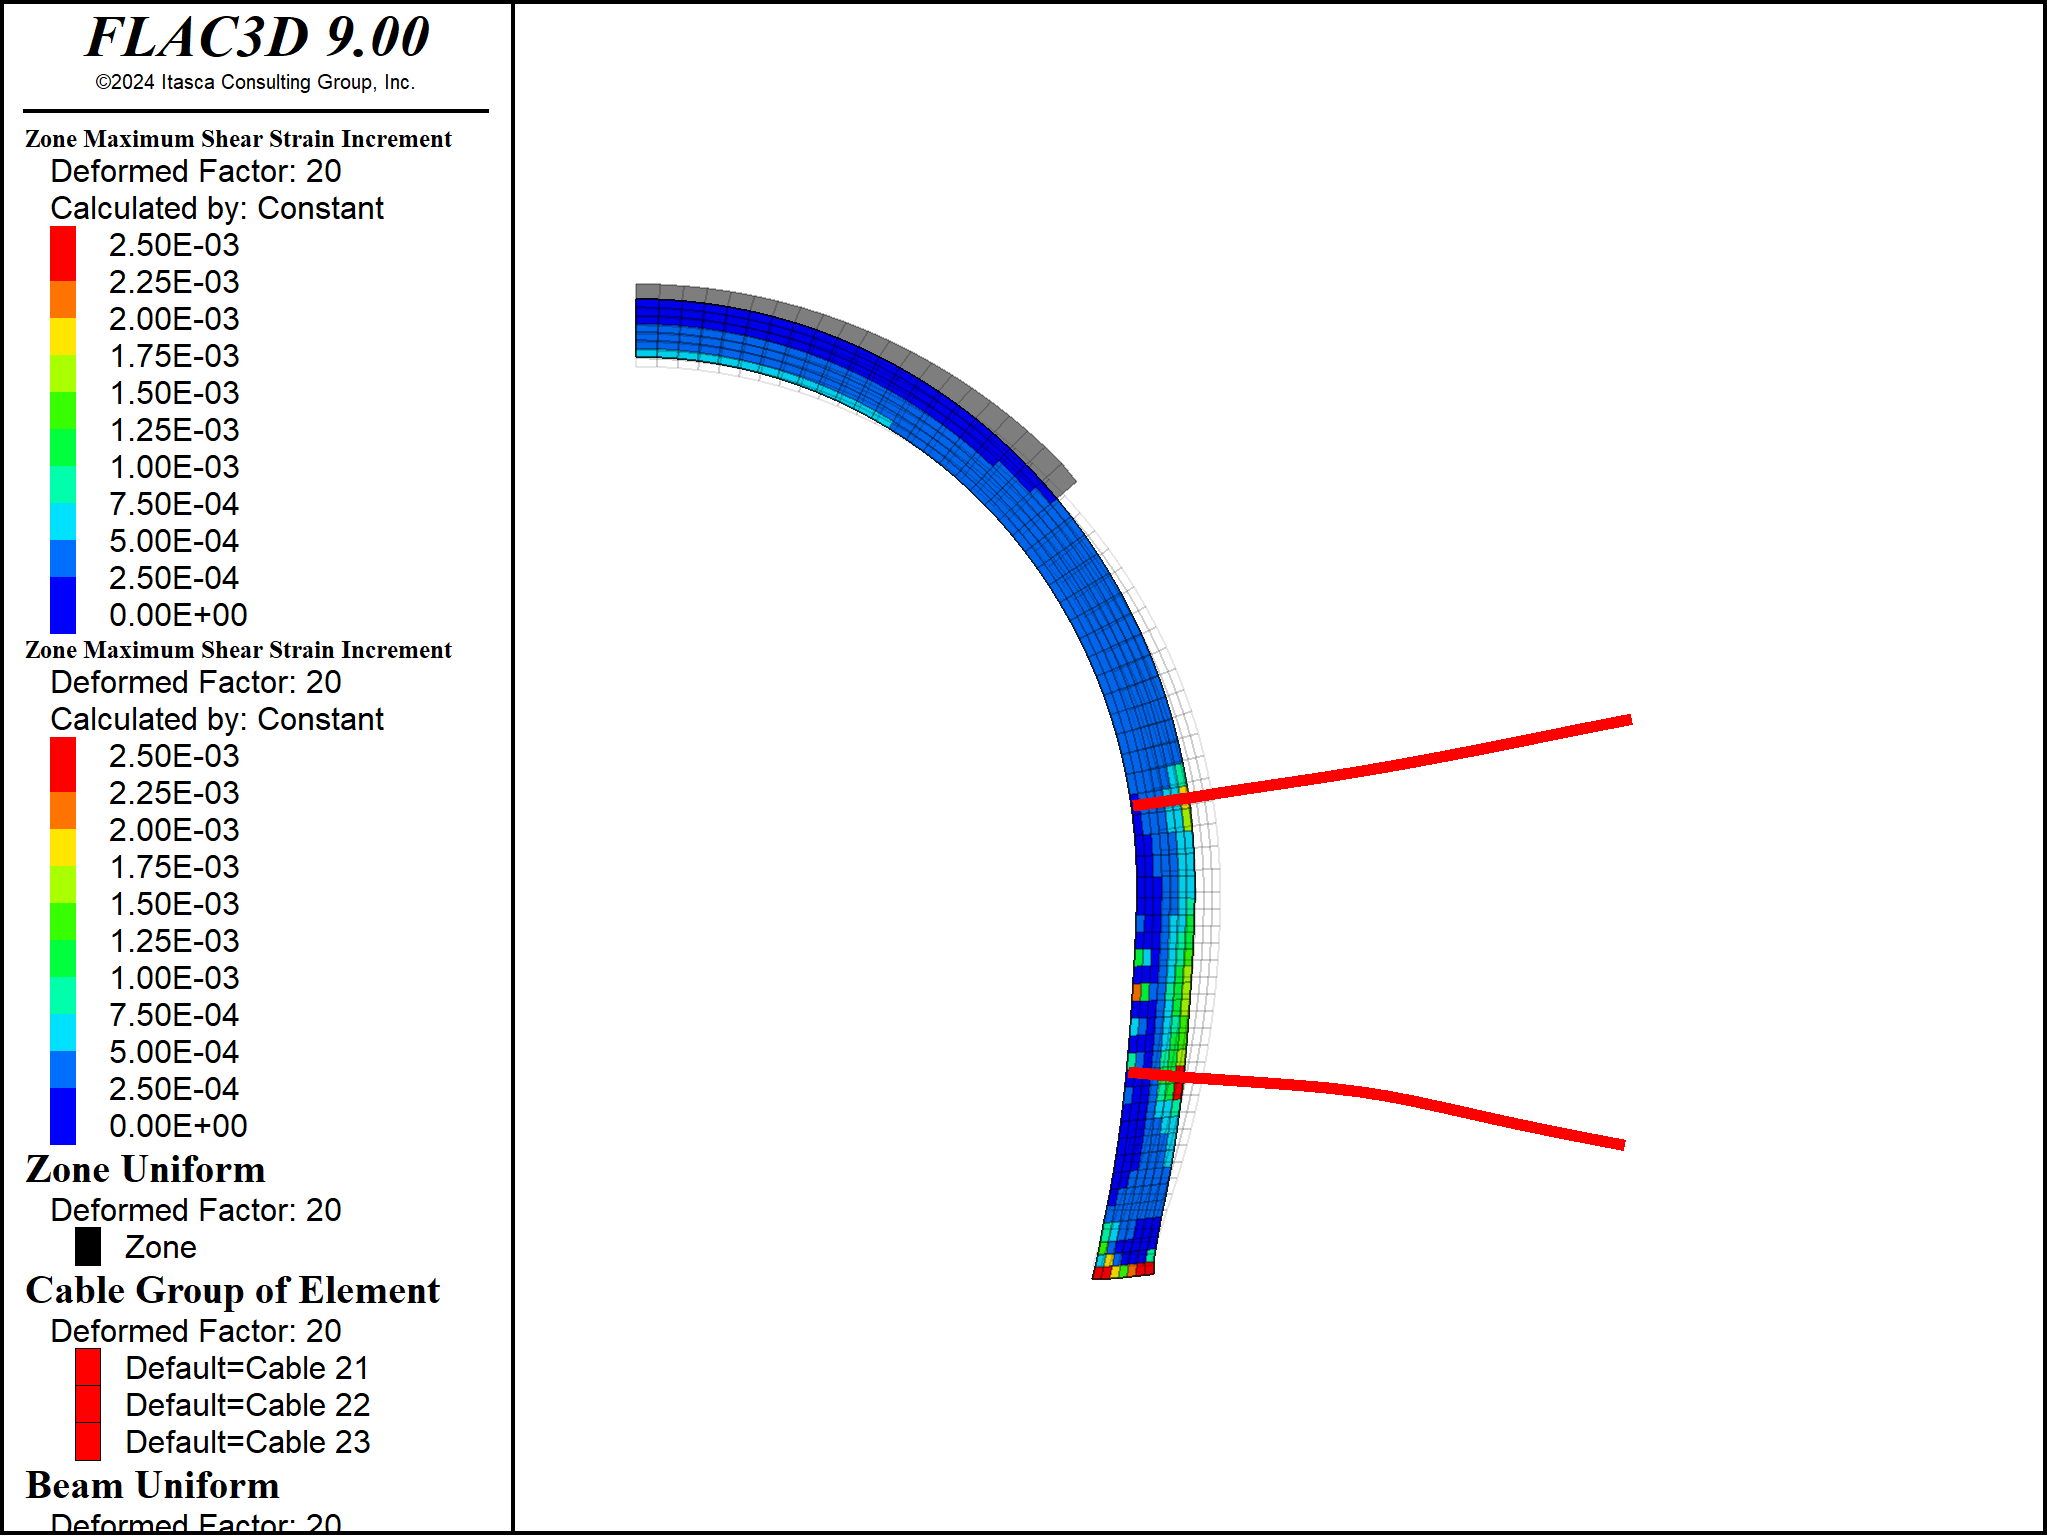 FLAC3D 9.00
©2024 Itasca Consulting Group, Inc.
Zone Maximum Shear Strain Increment
Deformed Factor: 20
Calculated by: Constant
2.50E-03
2.25E-03
2.00E-03
1.75E-03
1.50E-03
1.25E-03
1.00E-03
7.50E-04
5.00E-04
2.50E-04
0.00E+00
Zone Maximum Shear Strain Increment
Deformed Factor: 20
Calculated by: Constant
2.50E-03
2.25E-03
2.00E-03
1.75E-03
1.50E-03
1.25E-03
1.00E-03
7.50E-04
5.00E-04
2.50E-04
0.00E+00
Zone Uniform
Deformed Factor: 20
Zone
Cable Group of Element
Deformed Factor: 20
Default=Cable 21
Default=Cable 22
Default=Cable 23
Beam Uniform
Deformed Factor: 20